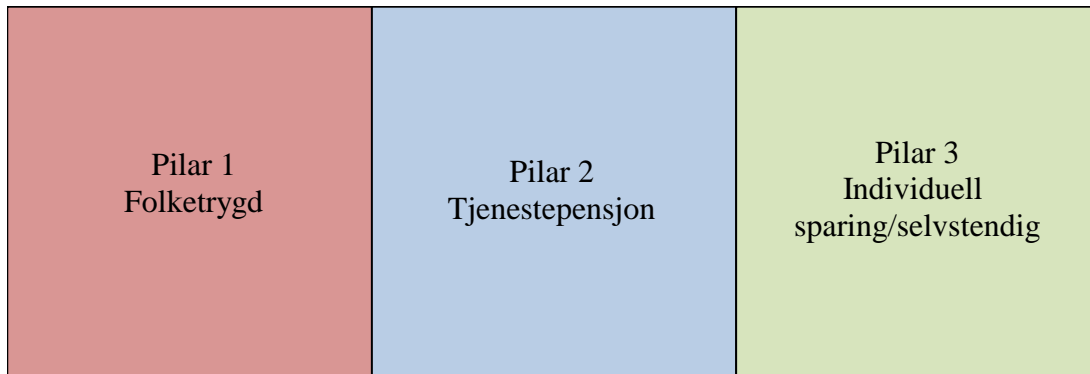 Pilar 1
Folketrygd
Pilar 2
Tjenestepensjon
Pilar 3
Individuell
sparing/selvstendig